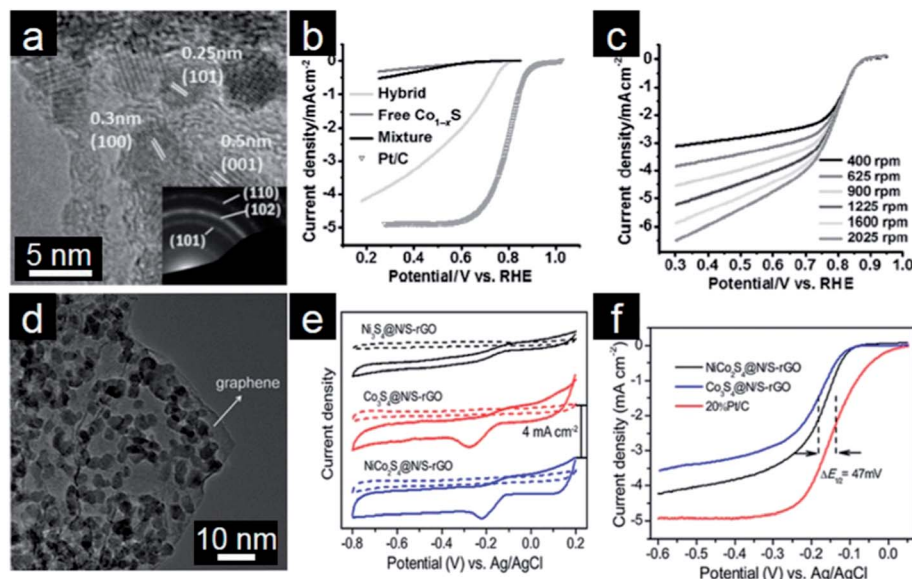 a
0.25nm
(101)
0.3nm
(100)
0.5nm
(001)
(110)
(102)
(101)
5 nm
b
Current density/mAcm⁻²
0
-1
-2
-3
-4
-5
Hybrid
Free Co₁₋ₓS
Mixture
Pt/C
0.2 0.4 0.6 0.8 1.0
Potential/V vs. RHE
c
Current density/mAcm⁻²
0
-1
-2
-3
-4
-5
-6
400 rpm
625 rpm
900 rpm
1225 rpm
1600 rpm
2025 rpm
0.3 0.4 0.5 0.6 0.7 0.8 0.9 1.0
Potential/V vs. RHE
d
graphene
10 nm
e
Current density
Ni₃S₄@N/S-rGO
Co₃S₄@N/S-rGO
4 mA cm⁻²
NiCo₂S₄@N/S-rGO
-0.8 -0.6 -0.4 -0.2 0.0 0.2
Potential (V) vs. Ag/AgCl
f
Current density (mA cm⁻²)
0
-1
-2
-3
-4
-5
NiCo₂S₄@N/S-rGO
Co₃S₄@N/S-rGO
20%Pt/C
ΔE₁/₂ = 47mV
-0.6 -0.5 -0.4 -0.3 -0.2 -0.1 0.0
Potential (V) vs. Ag/AgCl